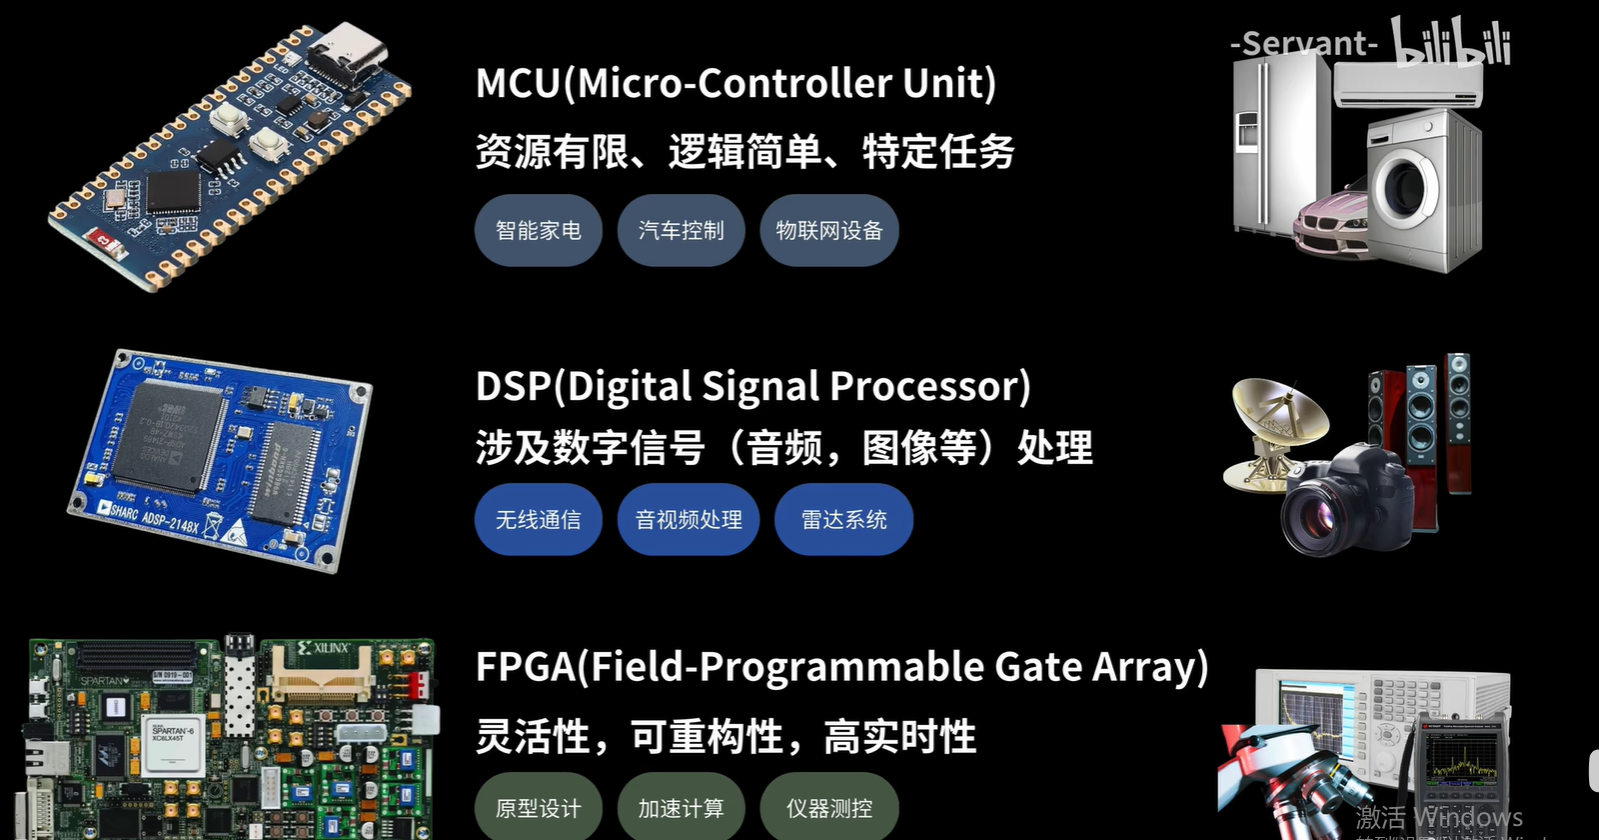 -Servant- bilibili
MCU(Micro-Controller Unit)
资源有限、逻辑简单、特定任务
智能家电
汽车控制
物联网设备
DSP(Digital Signal Processor)
涉及数字信号（音频，图像等）处理
无线通信
音视频处理
雷达系统
SHARC ADSP-2148X
FPGA(Field-Programmable Gate Array)
灵活性，可重构性，高实时性
原型设计
加速计算
仪器测控
XILINX
SPARTAN
S/N 0919-001
SPARTAN-6
XC6LX45T
激活 Windows